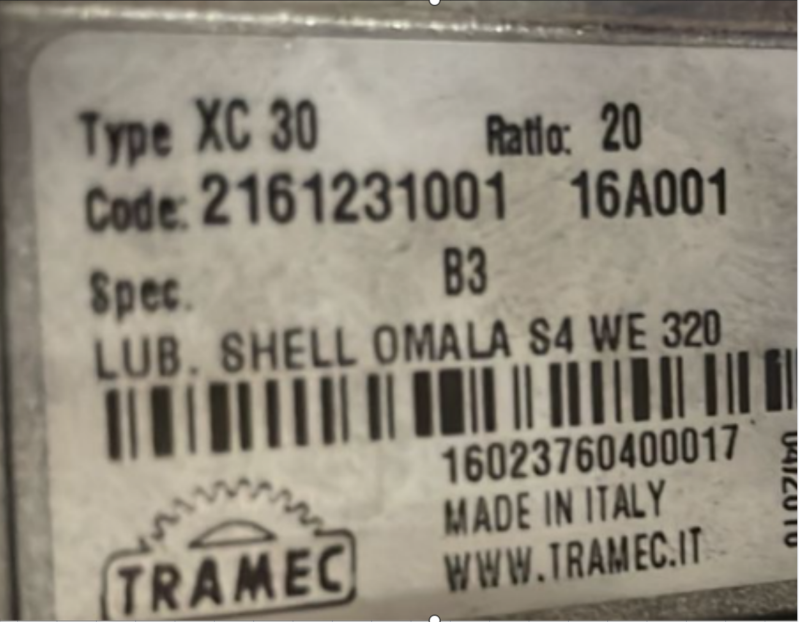 Type XC 30 Ratio: 20
Code: 2161231001 16A001
Spec. B3
LUB. SHELL OMALA S4 WE 320
16023760400017
MADE IN ITALY
WWW.TRAMEC.IT
TRAMEC